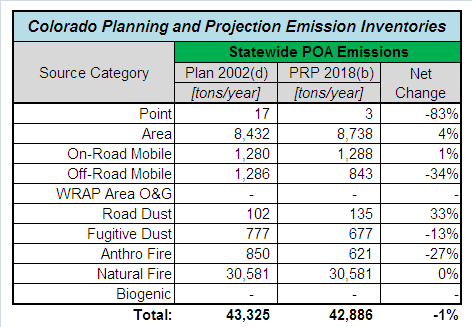 Colorado Planning and Projection Emission Inventories
Statewide POA Emissions
Source Category Plan 2002(d) PRP 2018(b) Net Change
[tons/year] [tons/year]
Point 17 3 -83%
Area 8,432 8,738 4%
On-Road Mobile 1,280 1,288 1%
Off-Road Mobile 1,286 843 -34%
WRAP Area O&G - - -
Road Dust 102 135 33%
Fugitive Dust 777 677 -13%
Anthro Fire 850 621 -27%
Natural Fire 30,581 30,581 0%
Biogenic - - -
Total: 43,325 42,886 -1%